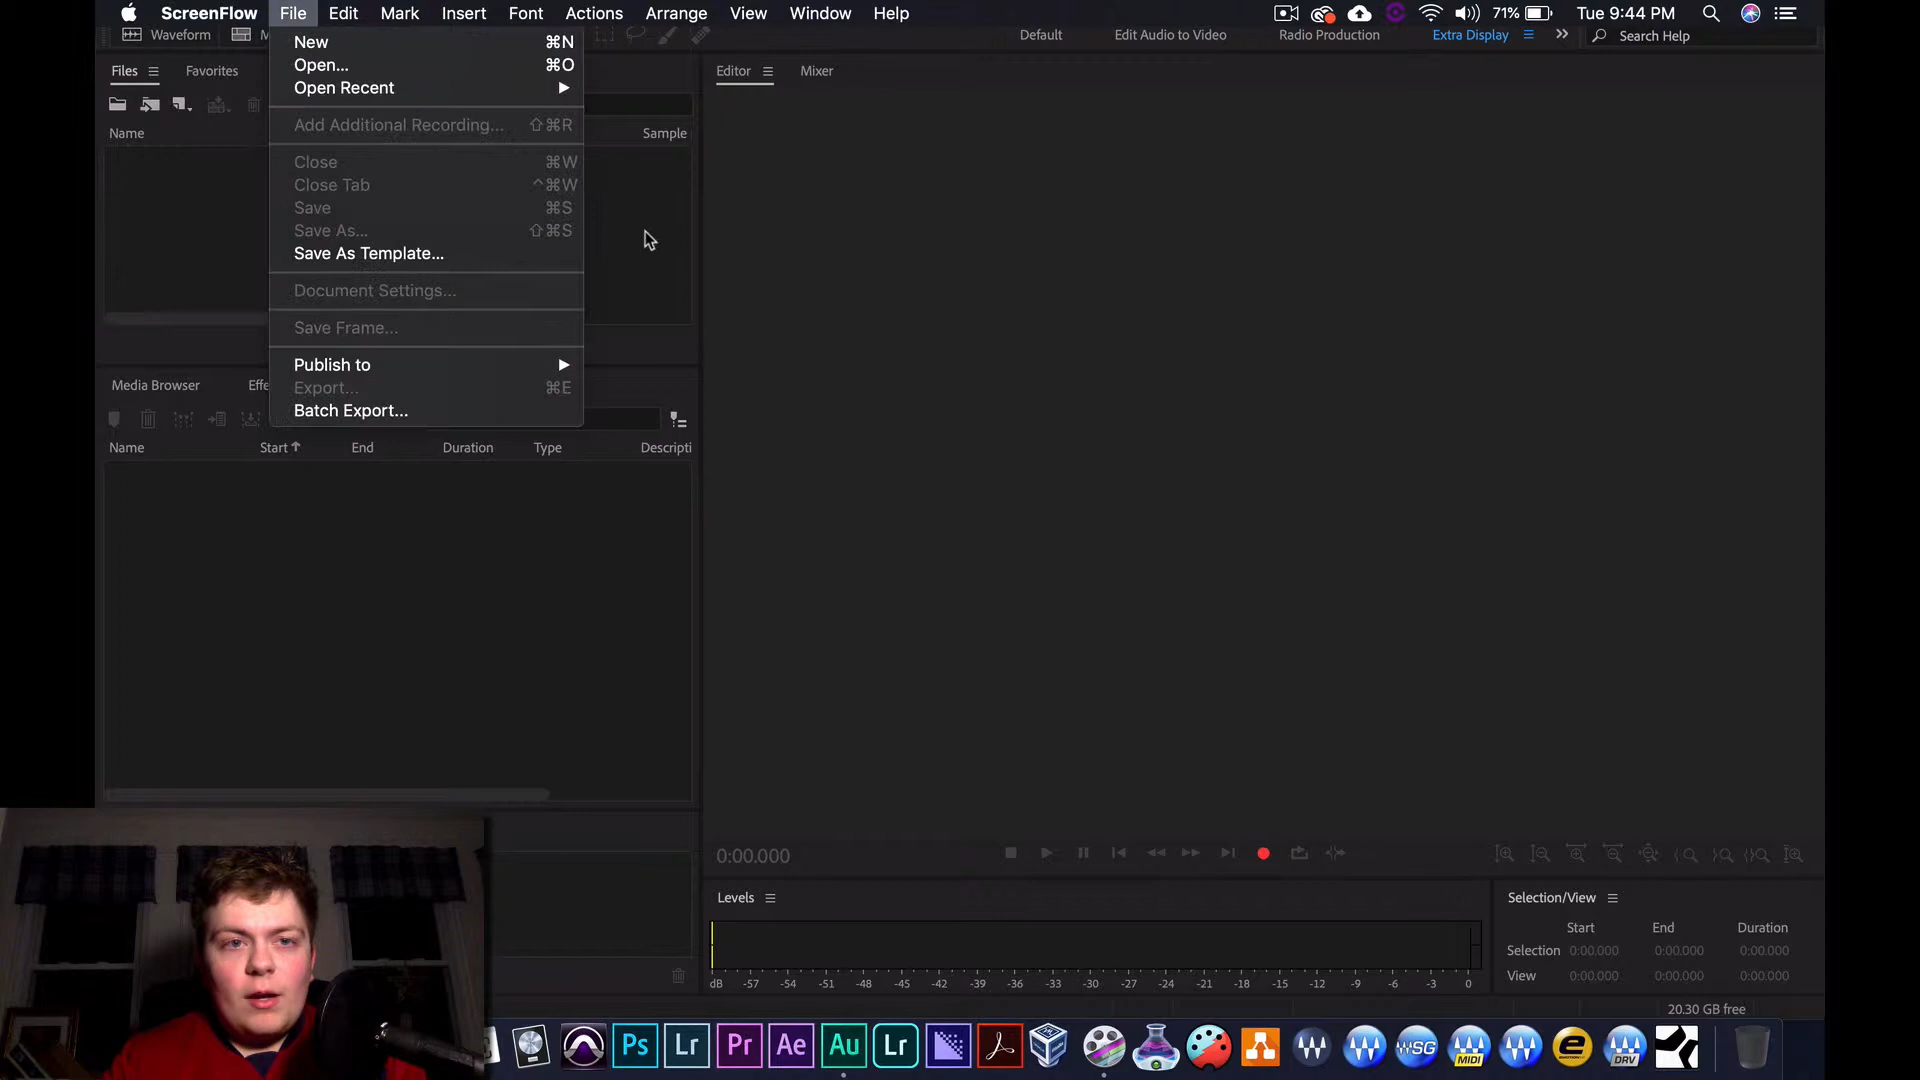 ScreenFlow File Edit Mark Insert Font Actions Arrange View Window Help 71% Tue 9:44 PM
Waveform Default Edit Audio to Video Radio Production Extra Display Search Help
New ⌘N
Open... ⌘O
Open Recent
Add Additional Recording... ⇧⌘R
Close ⌘W
Close Tab ^⌘W
Save ⌘S
Save As... ⇧⌘S
Save As Template...
Document Settings...
Save Frame...
Publish to
Export... ⌘E
Batch Export...
Files Favorites
Name Sample
Media Browser Effe
Name Start End Duration Type Descripti
Editor Mixer
0:00.000
Levels
dB -57 -54 -51 -48 -45 -42 -39 -36 -33 -30 -27 -24 -21 -18 -15 -12 -9 -6 -3 0
Selection/View
Start End Duration
Selection 0:00.000 0:00.000 0:00.000
View 0:00.000 0:00.000 0:00.000
20.30 GB free
Ps Lr Pr Ae Au Lr W W WSG W MIDI W e W DRV